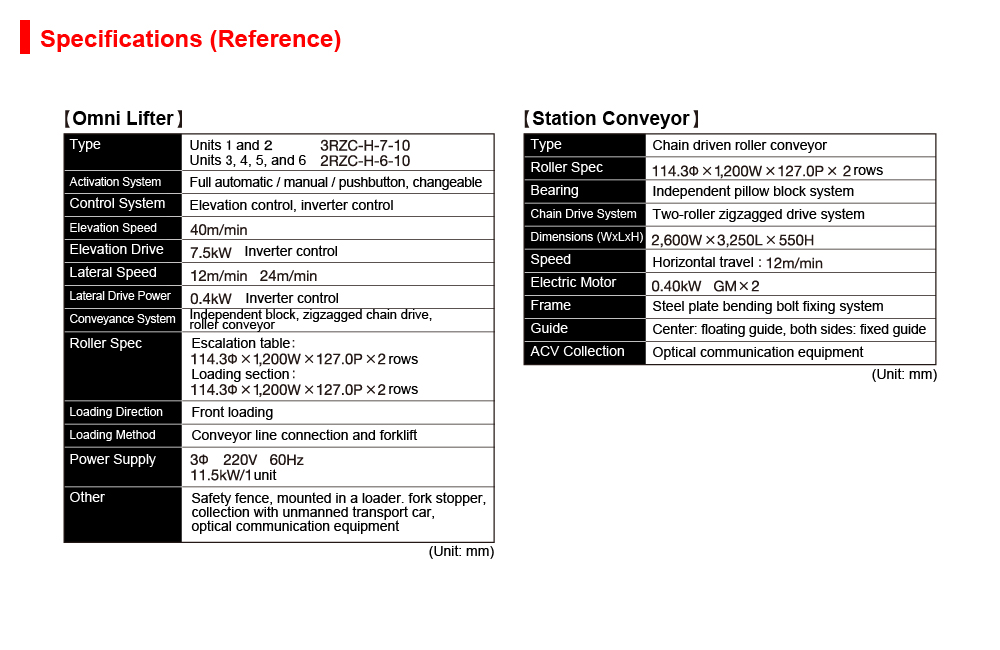 Specifications (Reference)
【Omni Lifter】
Type Units 1 and 2 3RZC-H-7-10
Units 3, 4, 5, and 6 2RZC-H-6-10
Activation System Full automatic / manual / pushbutton, changeable
Control System Elevation control, inverter control
Elevation Speed 40m/min
Elevation Drive 7.5kW Inverter control
Lateral Speed 12m/min 24m/min
Lateral Drive Power 0.4kW Inverter control
Conveyance System Independent block, zigzagged chain drive,
roller conveyor
Roller Spec Escalation table:
114.3Φ×1,200W×127.0P×2 rows
Loading section:
114.3Φ×1,200W×127.0P×2 rows
Loading Direction Front loading
Loading Method Conveyor line connection and forklift
Power Supply 3Φ 220V 60Hz
11.5kW/1unit
Other Safety fence, mounted in a loader. fork stopper,
collection with unmanned transport car,
optical communication equipment
(Unit: mm)
【Station Conveyor】
Type Chain driven roller conveyor
Roller Spec 114.3Φ×1,200W×127.0P× 2 rows
Bearing Independent pillow block system
Chain Drive System Two-roller zigzagged drive system
Dimensions (WxLxH) 2,600W×3,250L×550H
Speed Horizontal travel : 12m/min
Electric Motor 0.40kW GM×2
Frame Steel plate bending bolt fixing system
Guide Center: floating guide, both sides: fixed guide
ACV Collection Optical communication equipment
(Unit: mm)